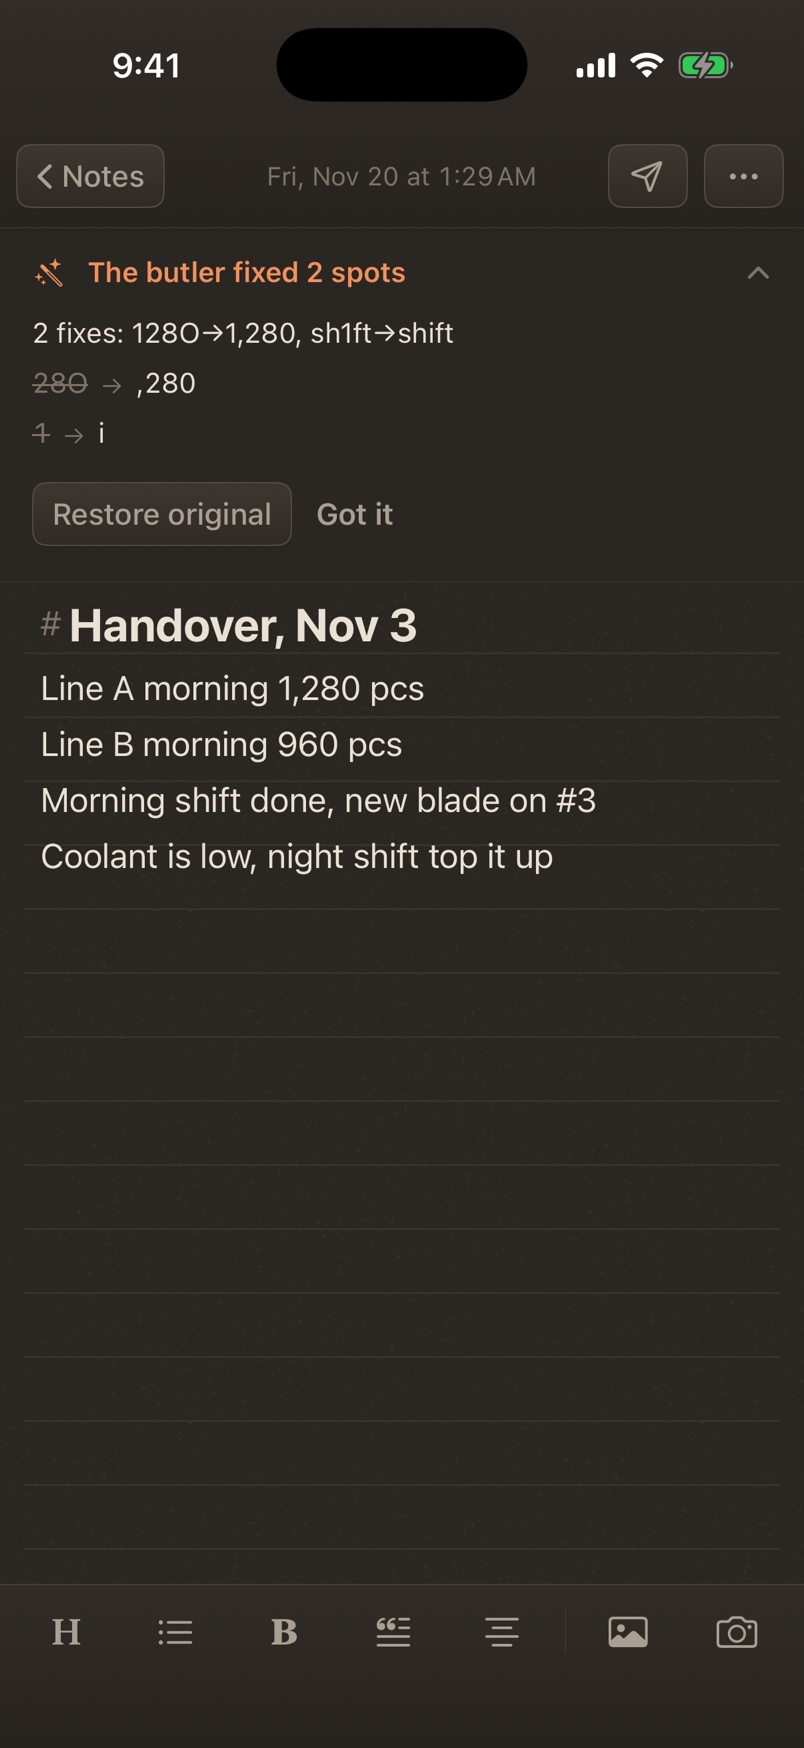 9:41
Notes
Fri, Nov 20 at 1:29 AM
The butler fixed 2 spots
2 fixes: 128O→1,280, sh1ft→shift
28O → ,280
1 → i
Restore original
Got it
# Handover, Nov 3
Line A morning 1,280 pcs
Line B morning 960 pcs
Morning shift done, new blade on #3
Coolant is low, night shift top it up
H
B